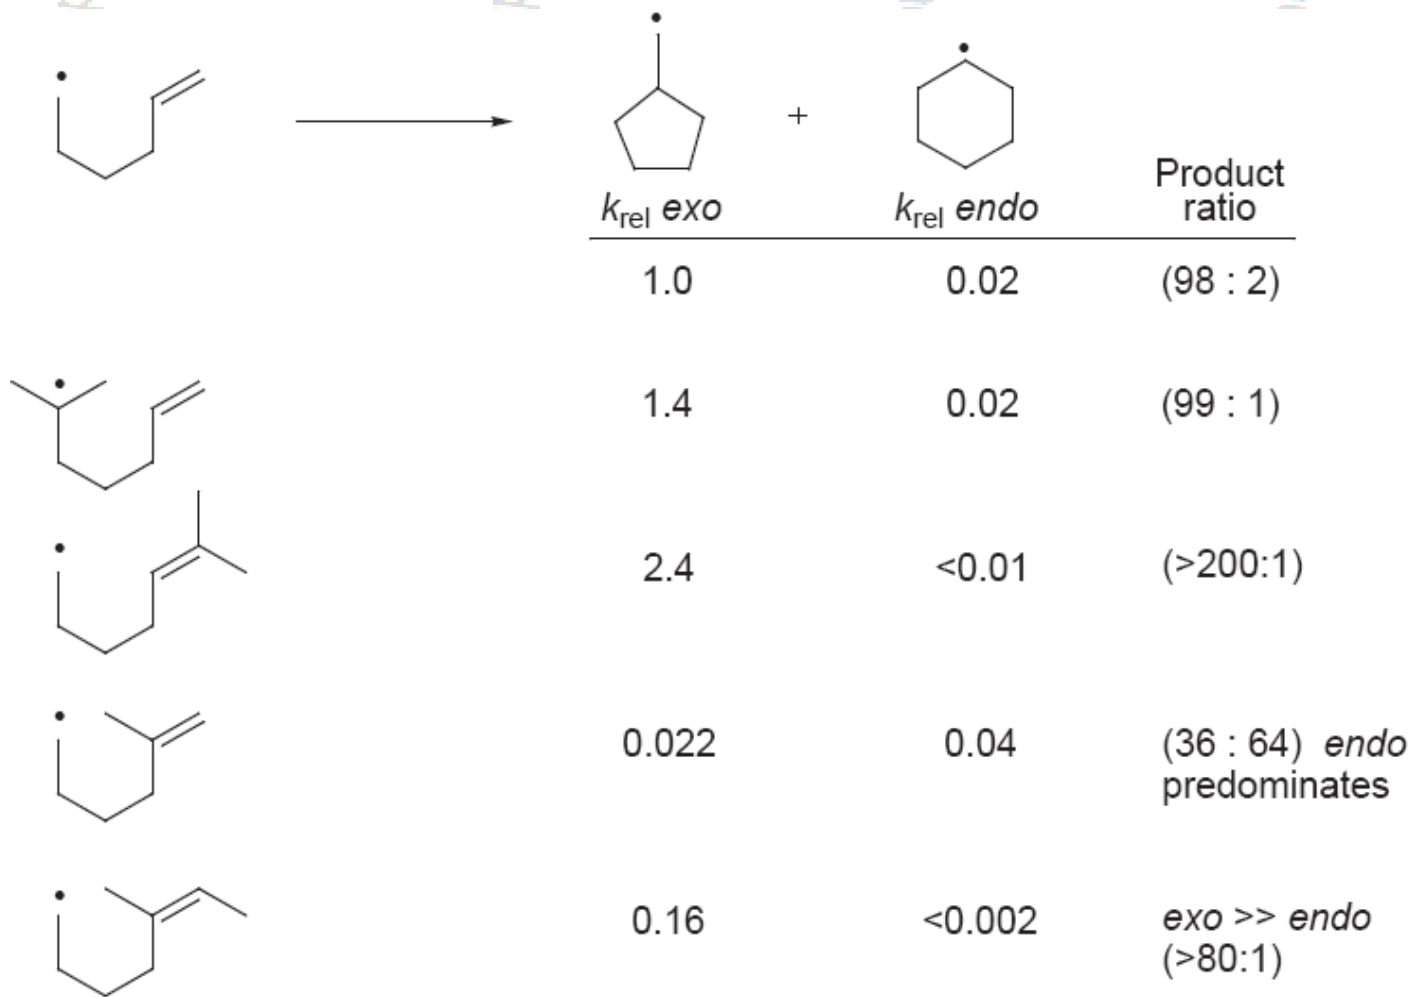 +
Product
k_rel exo k_rel endo ratio
1.0 0.02 (98 : 2)
1.4 0.02 (99 : 1)
2.4 <0.01 (>200:1)
0.022 0.04 (36 : 64) endo
predominates
0.16 <0.002 exo >> endo
(>80:1)